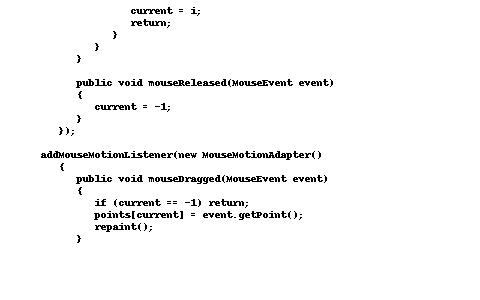 current = i;
return;
}
}
}
public void mouseReleased(MouseEvent event)
{
current = -1;
}
});
addMouseMotionListener(new MouseMotionAdapter()
{
public void mouseDragged(MouseEvent event)
{
if (current == -1) return;
points[current] = event.getPoint();
repaint();
}